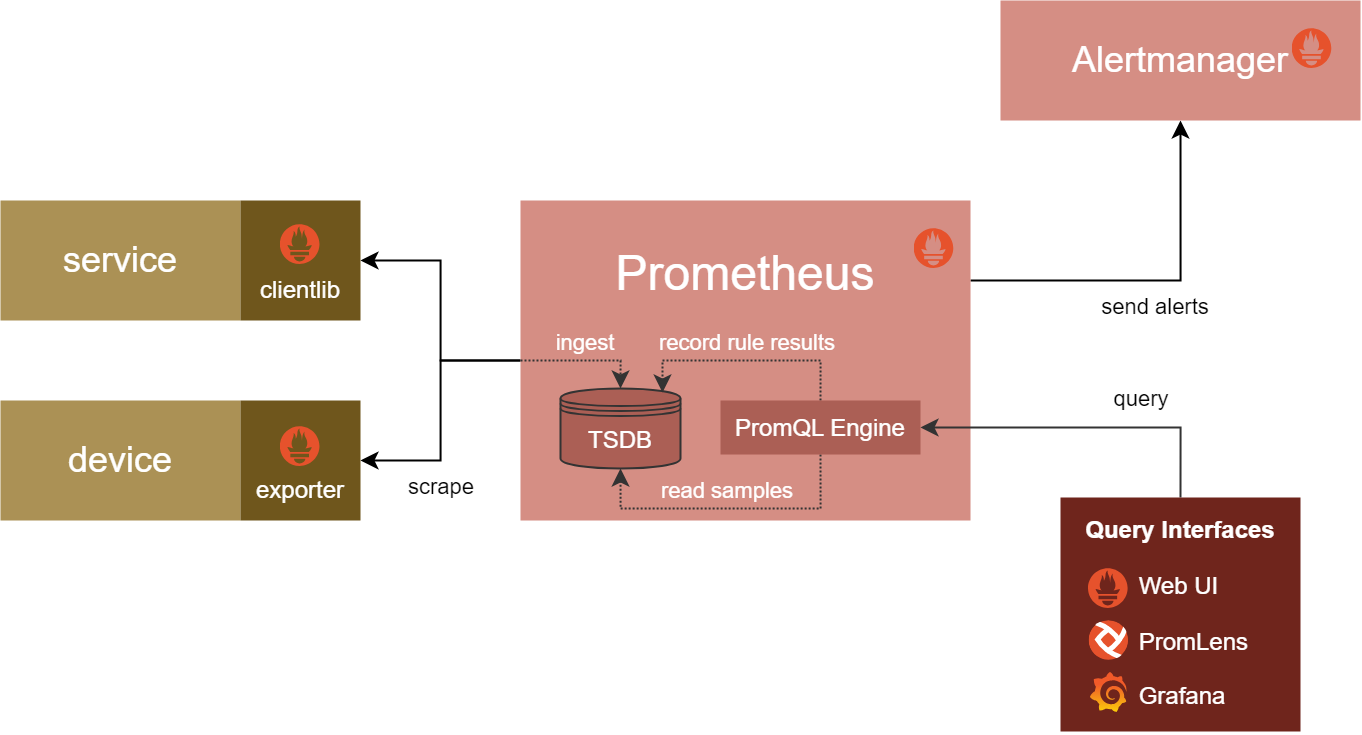 Alertmanager
service
clientlib
Prometheus
send alerts
ingest
record rule results
TSDB
PromQL Engine
query
device
exporter
scrape
read samples
Query Interfaces
Web UI
PromLens
Grafana